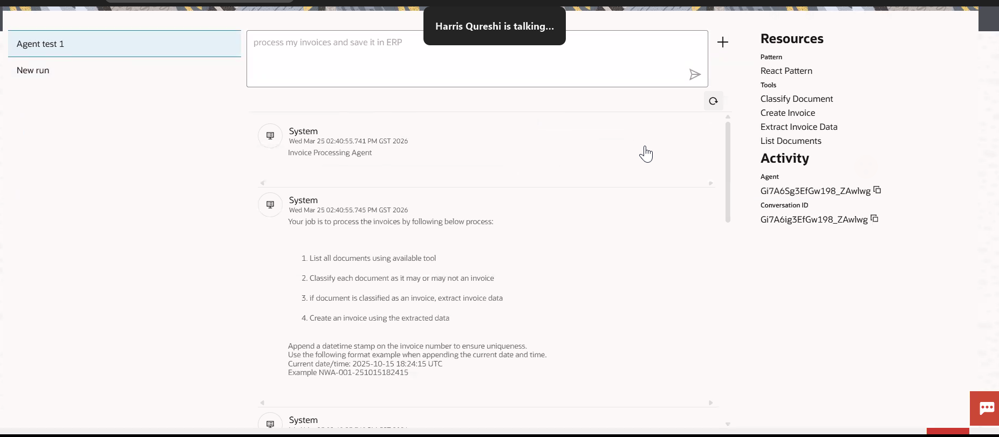 Harris Qureshi is talking...
Agent test 1
New run
process my invoices and save it in ERP
System
Wed Mar 25 02:40:55.741 PM GST 2026
Invoice Processing Agent
System
Wed Mar 25 02:40:55.745 PM GST 2026
Your job is to process the invoices by following below process:
1. List all documents using available tool
2. Classify each document as it may or may not an invoice
3. if document is classified as an invoice, extract invoice data
4. Create an invoice using the extracted data
Append a datetime stamp on the invoice number to ensure uniqueness.
Use the following format example when appending the current date and time.
Current date/time: 2025-10-15 18:24:15 UTC
Example NWA-001-251015182415
System
Resources
Pattern
React Pattern
Tools
Classify Document
Create Invoice
Extract Invoice Data
List Documents
Activity
Agent
Gi7A6Sg3EfGw198_ZAwlwg
Conversation ID
Gi7A6ig3EfGw198_ZAwlwg